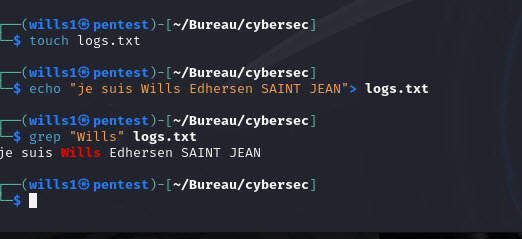 ┌──(wills1㉿pentest)-[~/Bureau/cybersec]
└─$ touch logs.txt
┌──(wills1㉿pentest)-[~/Bureau/cybersec]
└─$ echo "je suis Wills Edhersen SAINT JEAN"> logs.txt
┌──(wills1㉿pentest)-[~/Bureau/cybersec]
└─$ grep "Wills" logs.txt
je suis Wills Edhersen SAINT JEAN
┌──(wills1㉿pentest)-[~/Bureau/cybersec]
└─$